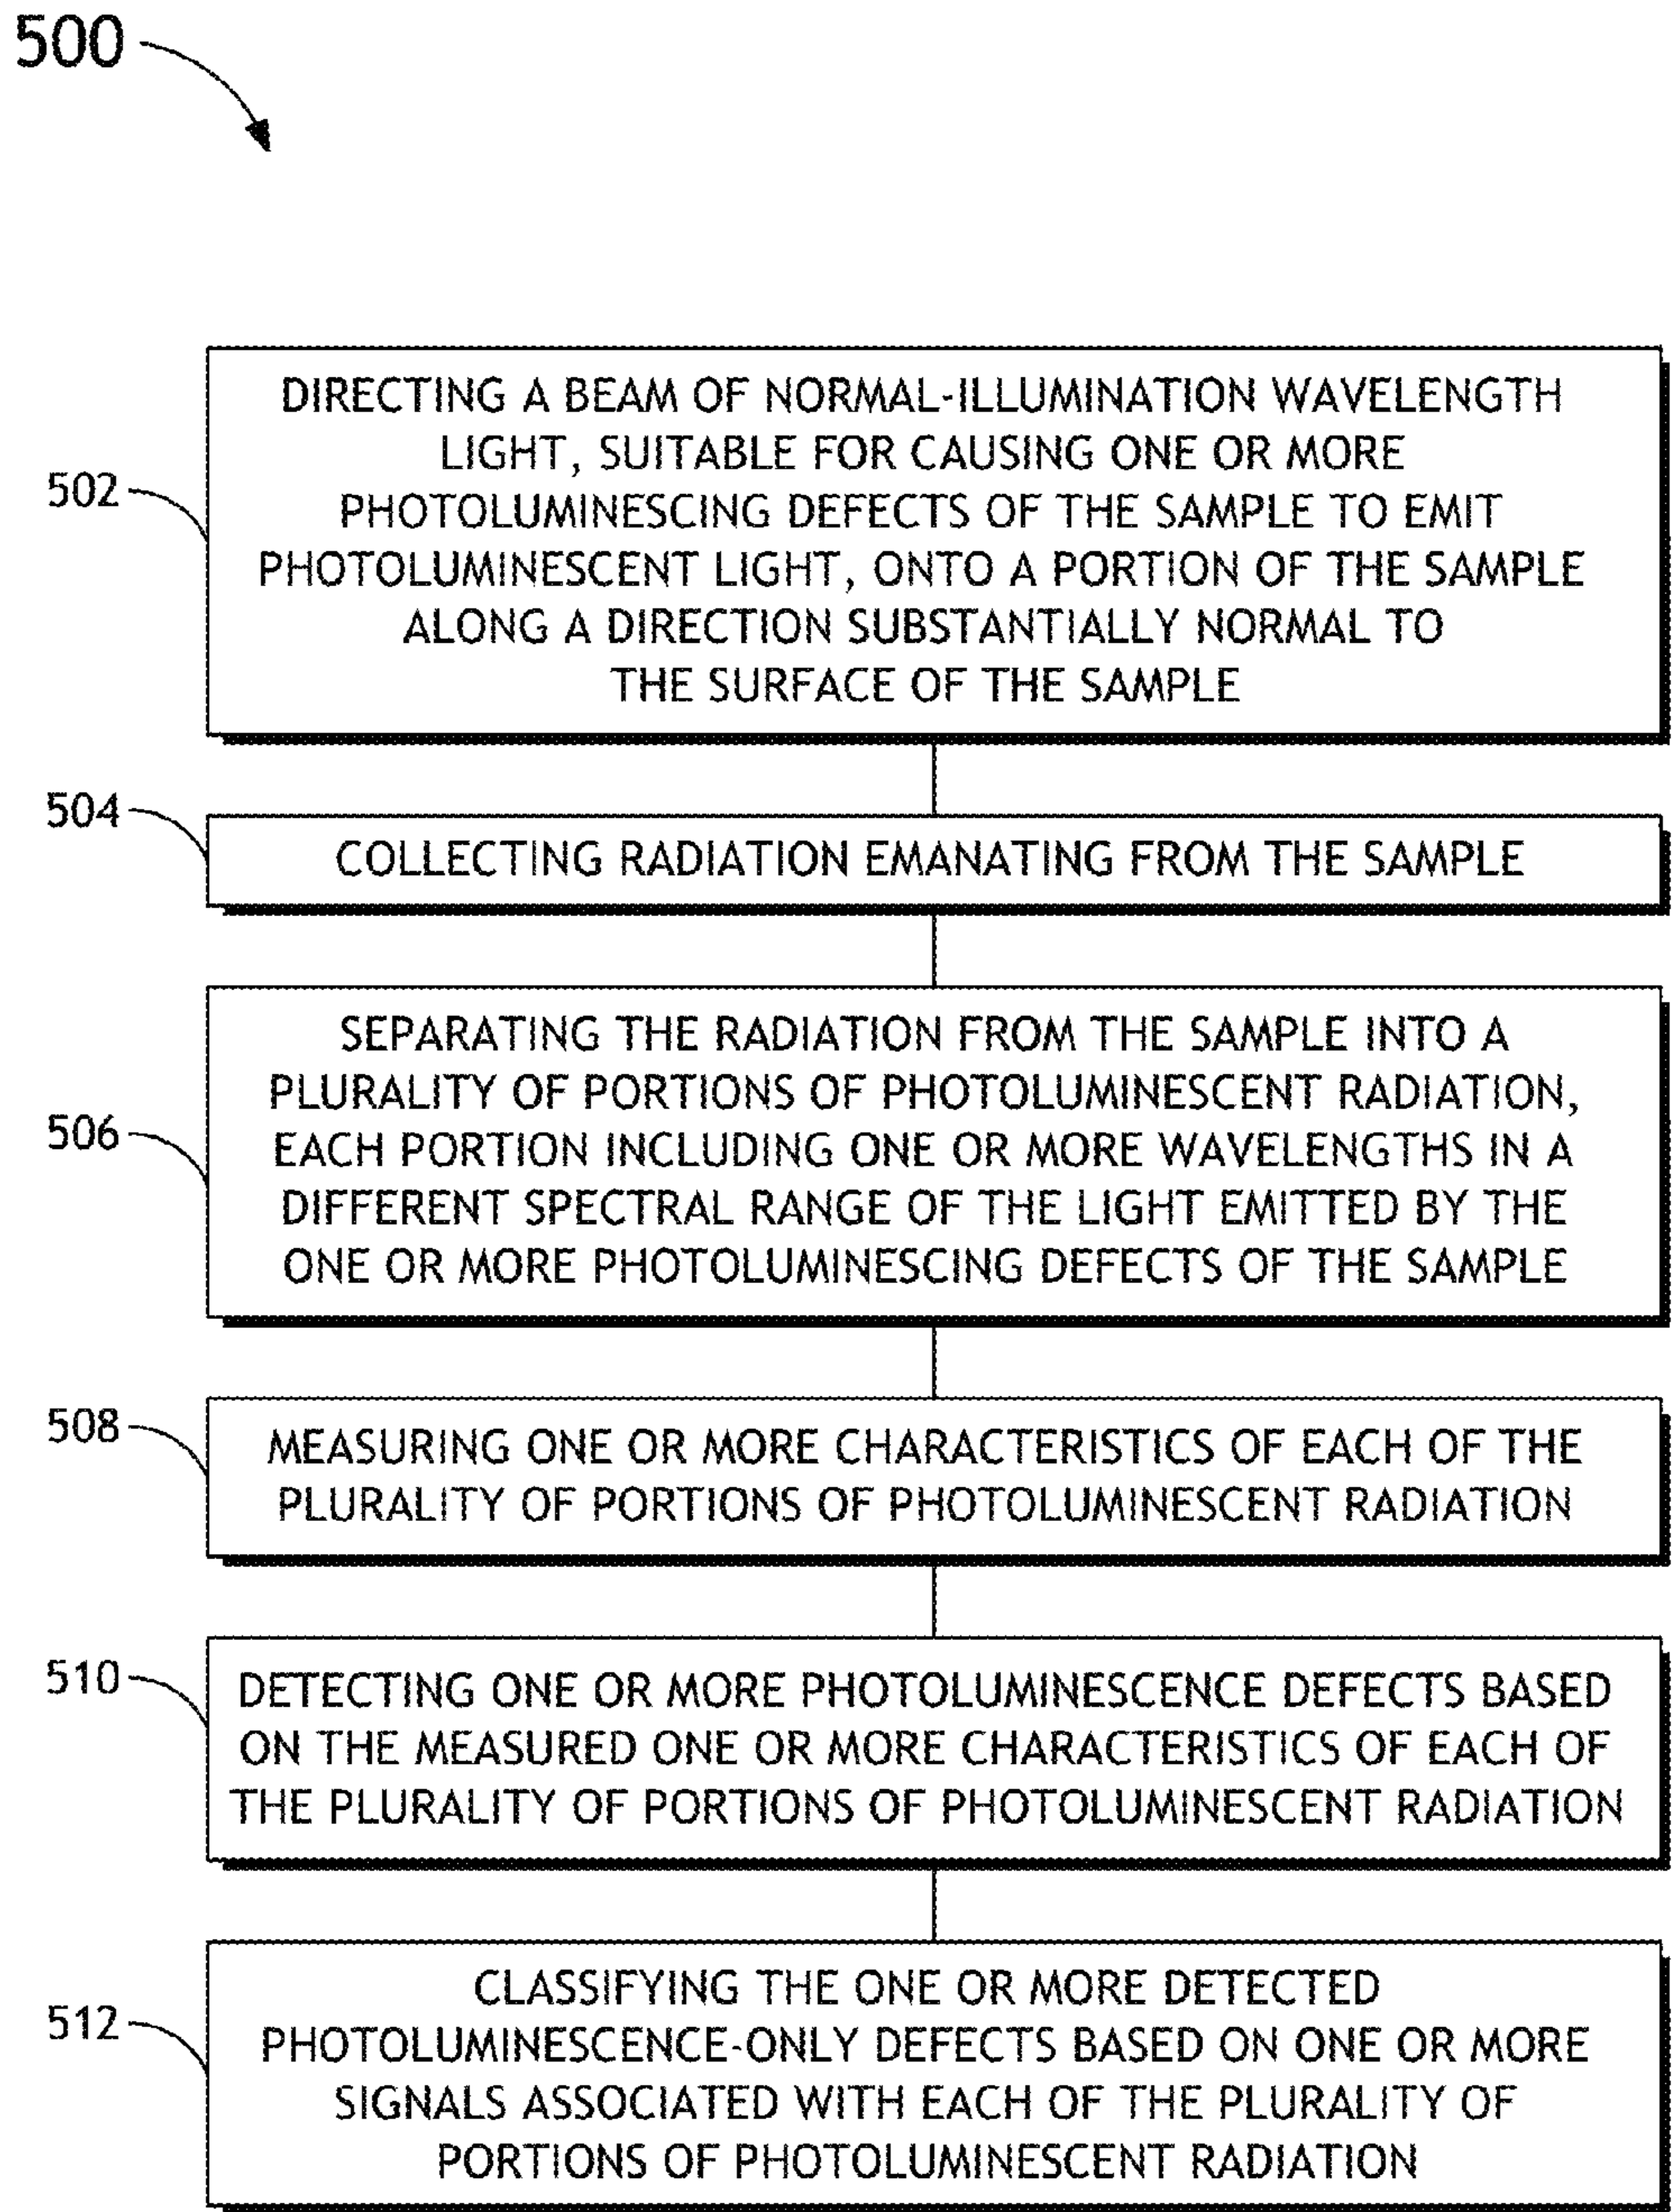 500
502
DIRECTING A BEAM OF NORMAL-ILLUMINATION WAVELENGTH
LIGHT, SUITABLE FOR CAUSING ONE OR MORE
PHOTOLUMINESCING DEFECTS OF THE SAMPLE TO EMIT
PHOTOLUMINESCENT LIGHT, ONTO A PORTION OF THE SAMPLE
ALONG A DIRECTION SUBSTANTIALLY NORMAL TO
THE SURFACE OF THE SAMPLE
504
COLLECTING RADIATION EMANATING FROM THE SAMPLE
506
SEPARATING THE RADIATION FROM THE SAMPLE INTO A
PLURALITY OF PORTIONS OF PHOTOLUMINESCENT RADIATION,
EACH PORTION INCLUDING ONE OR MORE WAVELENGTHS IN A
DIFFERENT SPECTRAL RANGE OF THE LIGHT EMITTED BY THE
ONE OR MORE PHOTOLUMINESCING DEFECTS OF THE SAMPLE
508
MEASURING ONE OR MORE CHARACTERISTICS OF EACH OF THE
PLURALITY OF PORTIONS OF PHOTOLUMINESCENT RADIATION
510
DETECTING ONE OR MORE PHOTOLUMINESCENCE DEFECTS BASED
ON THE MEASURED ONE OR MORE CHARACTERISTICS OF EACH OF
THE PLURALITY OF PORTIONS OF PHOTOLUMINESCENT RADIATION
512
CLASSIFYING THE ONE OR MORE DETECTED
PHOTOLUMINESCENCE-ONLY DEFECTS BASED ON ONE OR MORE
SIGNALS ASSOCIATED WITH EACH OF THE PLURALITY OF
PORTIONS OF PHOTOLUMINESCENT RADIATION